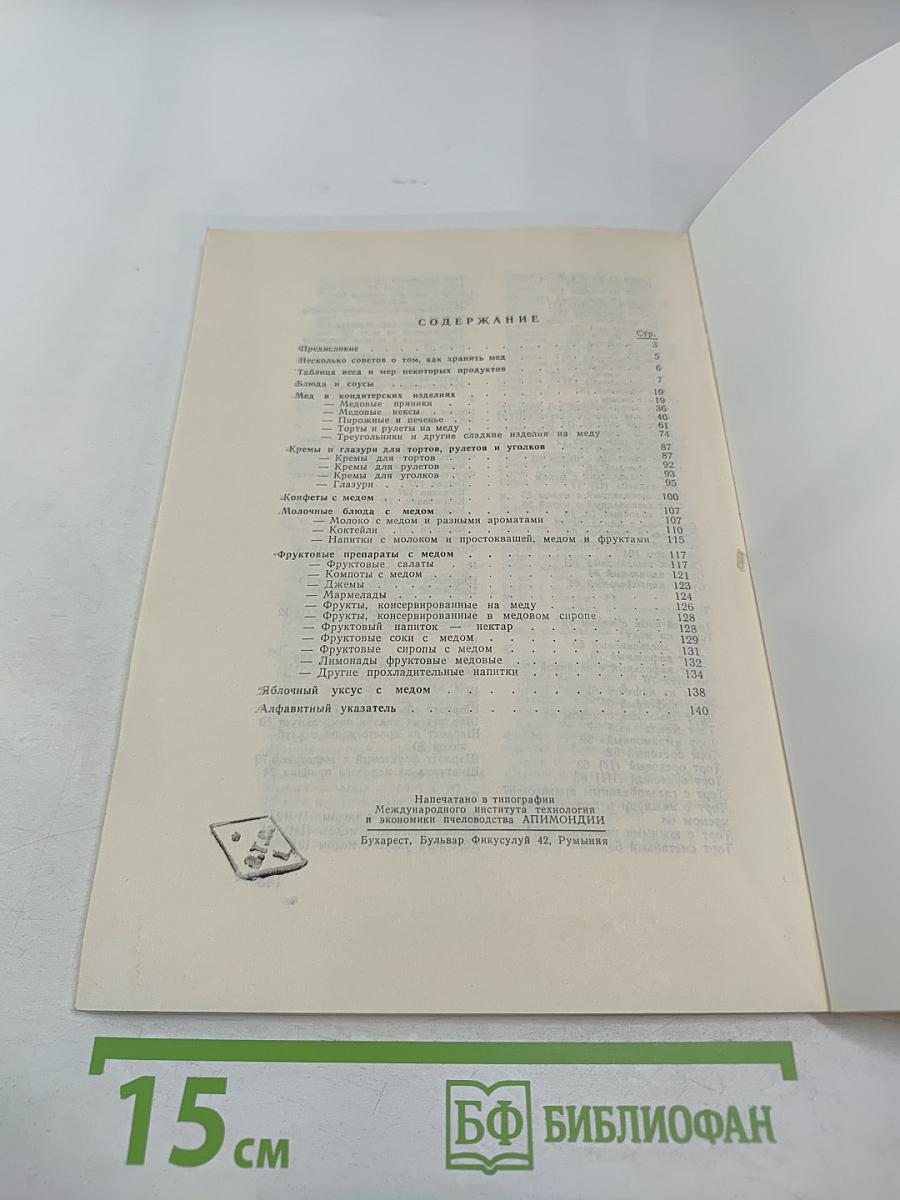 СОДЕРЖАНИЕ
Стр.
Предисловие . . . . . . . . . . . . . . . 3
Несколько советов о том, как хранить мед . . . . . . . 5
Таблица веса и мер некоторых продуктов . . . . . . . 6
Блюда и соусы . . . . . . . . . . . . . . 7
Мед в кондитерских изделиях . . . . . . . . . . 19
— Медовые пряники . . . . . . . . . . . 19
— Медовые кексы . . . . . . . . . . . . 36
— Пирожные и печенье . . . . . . . . . . 40
— Торты и рулеты на меду . . . . . . . . . 61
— Треугольники и другие сладкие изделия на меду . . 74
Кремы и глазури для тортов, рулетов и уголков . . . . . 87
— Кремы для тортов . . . . . . . . . . . 87
— Кремы для рулетов . . . . . . . . . . . 92
— Кремы для уголков . . . . . . . . . . . 93
— Глазури . . . . . . . . . . . . . . 95
Конфеты с медом . . . . . . . . . . . . . 100
Молочные блюда с медом . . . . . . . . . . . 107
— Молоко с медом и разными ароматами . . . . . 107
— Коктейли . . . . . . . . . . . . . 110
— Напитки с молоком и простоквашей, медом и фруктами 115
Фруктовые препараты с медом . . . . . . . . . . 117
— Фруктовые салаты . . . . . . . . . . . 117
— Компоты с медом . . . . . . . . . . . 121
— Джемы . . . . . . . . . . . . . . 123
— Мармелады . . . . . . . . . . . . . 124
— Фрукты, консервированные на меду . . . . . . 126
— Фрукты, консервированные в медовом сиропе . . . 128
— Фруктовый напиток — нектар . . . . . . . . 128
— Фруктовые соки с медом . . . . . . . . . 129
— Фруктовые сиропы с медом . . . . . . . . 131
— Лимонады фруктовые медовые . . . . . . . . 132
— Другие прохладительные напитки . . . . . . . 134
Яблочный уксус с медом . . . . . . . . . . . 138
Алфавитный указатель . . . . . . . . . . . . 140
Напечатано в типографии
Международного института технологии
и экономики пчеловодства АПИМОНДИИ
Бухарест, Бульвар Фикусулуй 42, Румыния
15 см
БФ БИБЛИОФАН